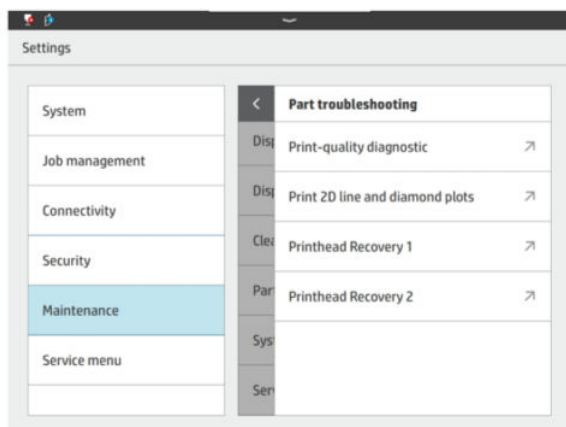 Settings
System
Job management
Connectivity
Security
Maintenance
Service menu
Part troubleshooting
Print-quality diagnostic
Print 2D line and diamond plots
Printhead Recovery 1
Printhead Recovery 2